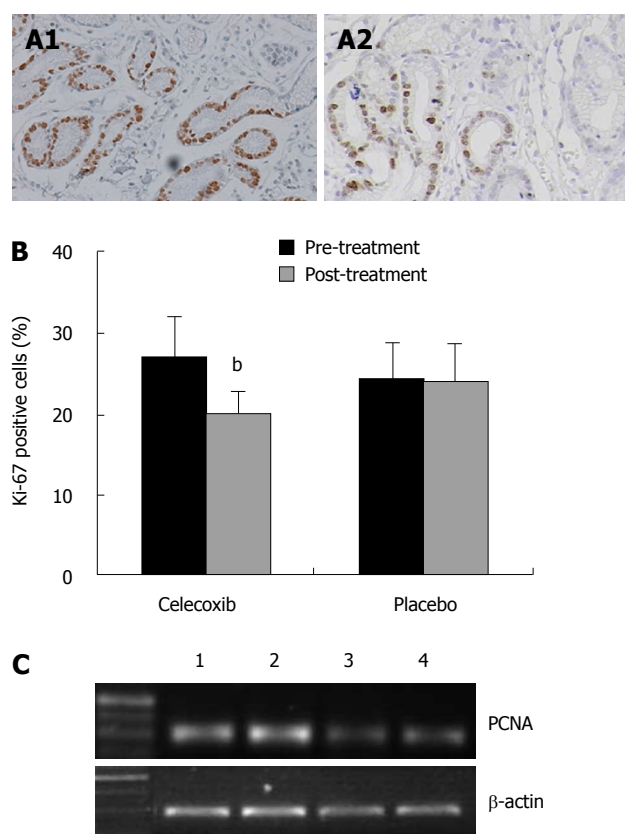 A1
A2
B
40
30
20
10
0
Ki-67 positive cells (%)
Pre-treatment
Post-treatment
b
Celecoxib
Placebo
C
1 2 3 4
PCNA
β-actin